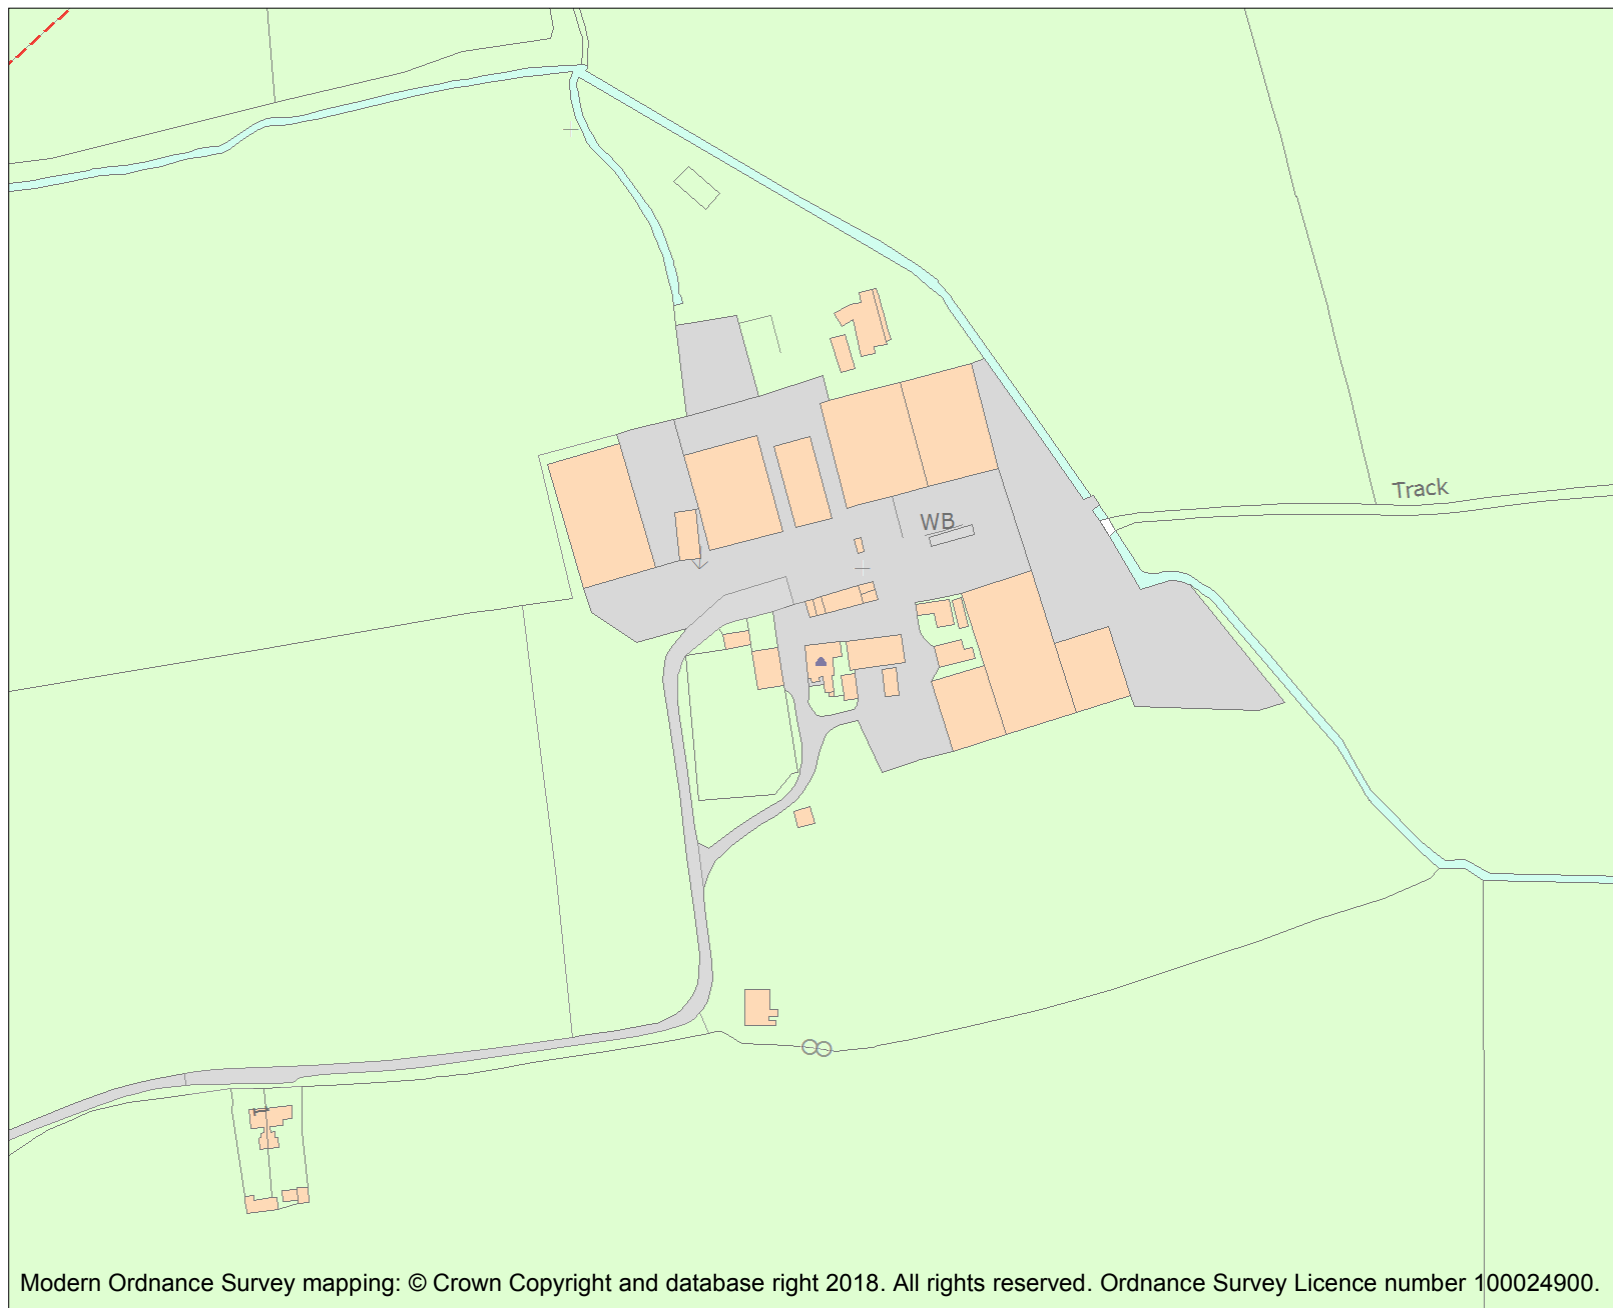 Track
WB
1
Modern Ordnance Survey mapping: © Crown Copyright and database right 2018. All rights reserved. Ordnance Survey Licence number 100024900.